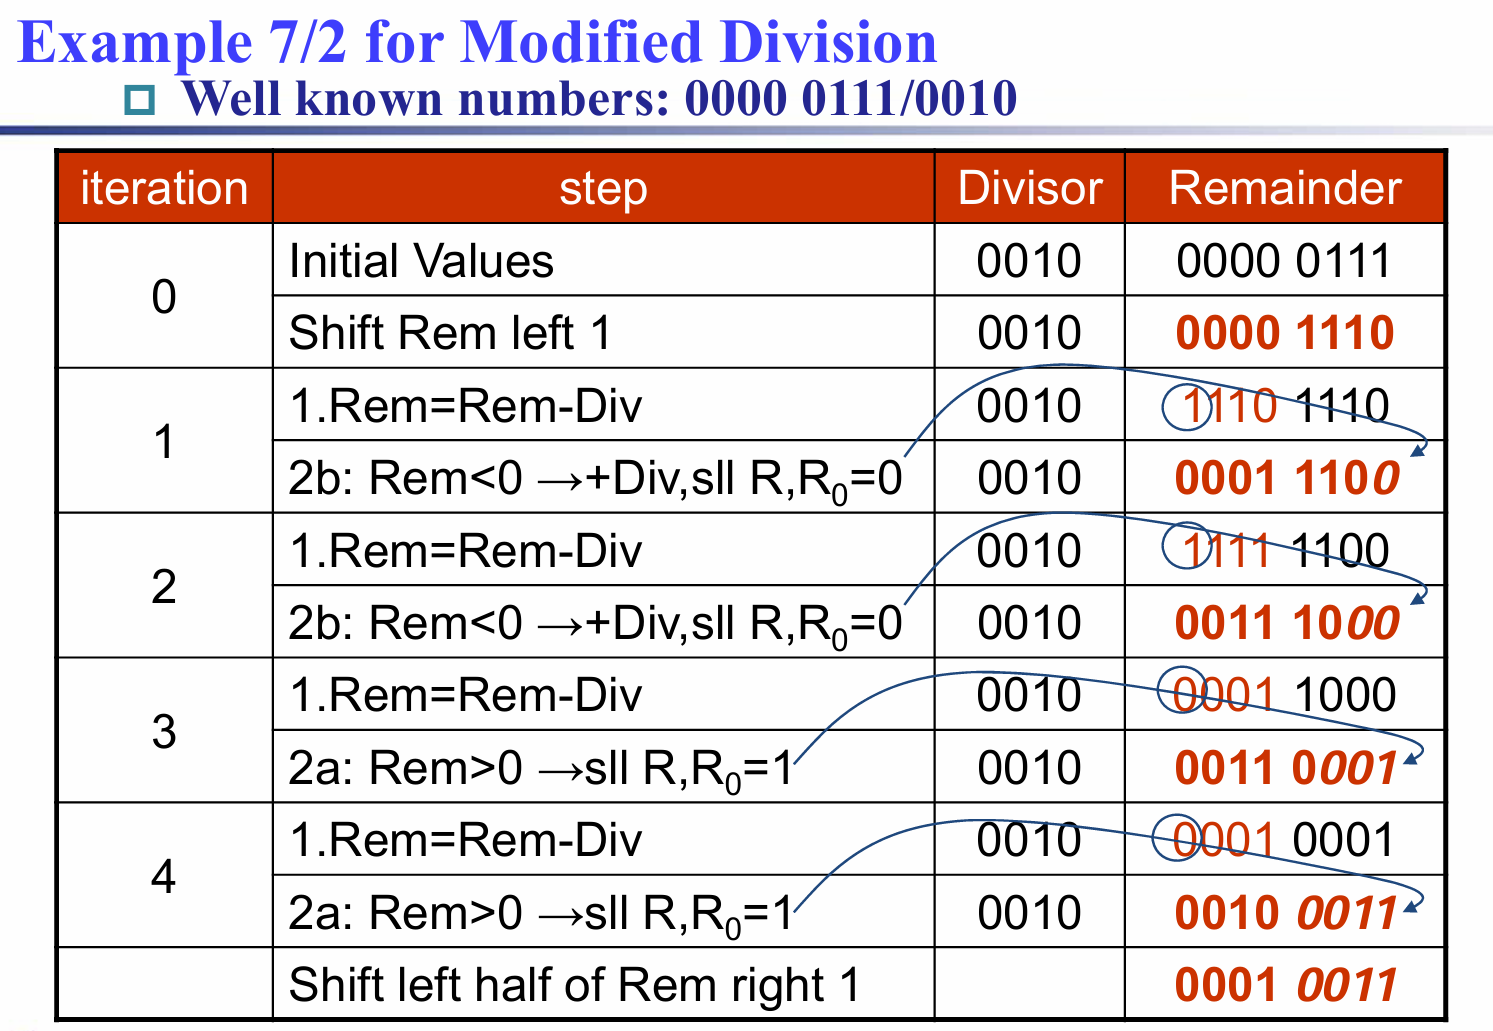 Example 7/2 for Modified Division
Well known numbers: 0000 0111/0010
iteration step Divisor Remainder
0 Initial Values 0010 0000 0111
Shift Rem left 1 0010 0000 1110
1 1.Rem=Rem-Div 0010 1110 1110
2b: Rem<0 →+Div,sll R,R₀=0 0010 0001 1100
2 1.Rem=Rem-Div 0010 1111 1100
2b: Rem<0 →+Div,sll R,R₀=0 0010 0011 1000
3 1.Rem=Rem-Div 0010 0001 1000
2a: Rem>0 →sll R,R₀=1 0010 0011 0001
4 1.Rem=Rem-Div 0010 0001 0001
2a: Rem>0 →sll R,R₀=1 0010 0010 0011
Shift left half of Rem right 1 0001 0011